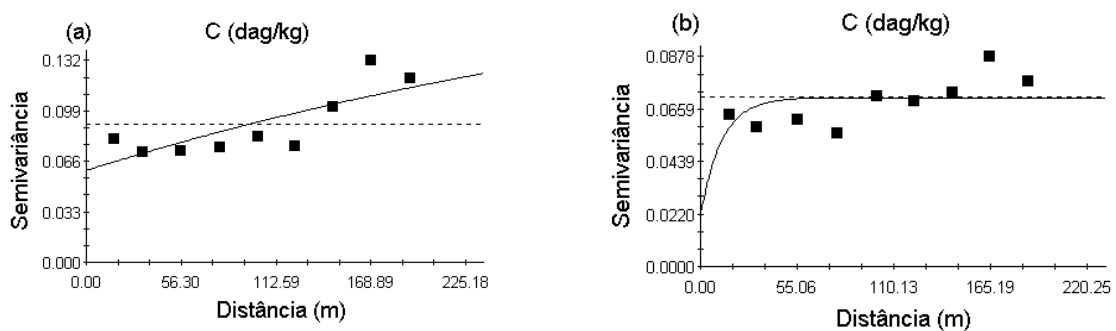 (a) C (dag/kg)
0.132
0.099
0.066
0.033
0.000
Semivariância
0.00 56.30 112.59 168.89 225.18
Distância (m)
(b) C (dag/kg)
0.0878
0.0659
0.0439
0.0220
0.0000
Semivariância
0.00 55.06 110.13 165.19 220.25
Distância (m)